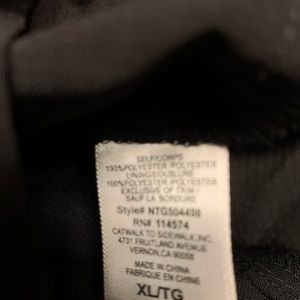 SELF/CORPS
100%POLYESTER /POLYESTER
LINING/DOUBLURE
100%POLYESTER /POLYESTER
EXCLUSIVE OF TRIM/
SAUF LA BORDURE
Style# NTG504498
RN# 114574
CATWALK TO SIDEWALK,INC.
4731 FRUITLAND AVENUE
VERNON,CA 90058
MADE IN CHINA
FABRIQUE EN CHINE
XL/TG